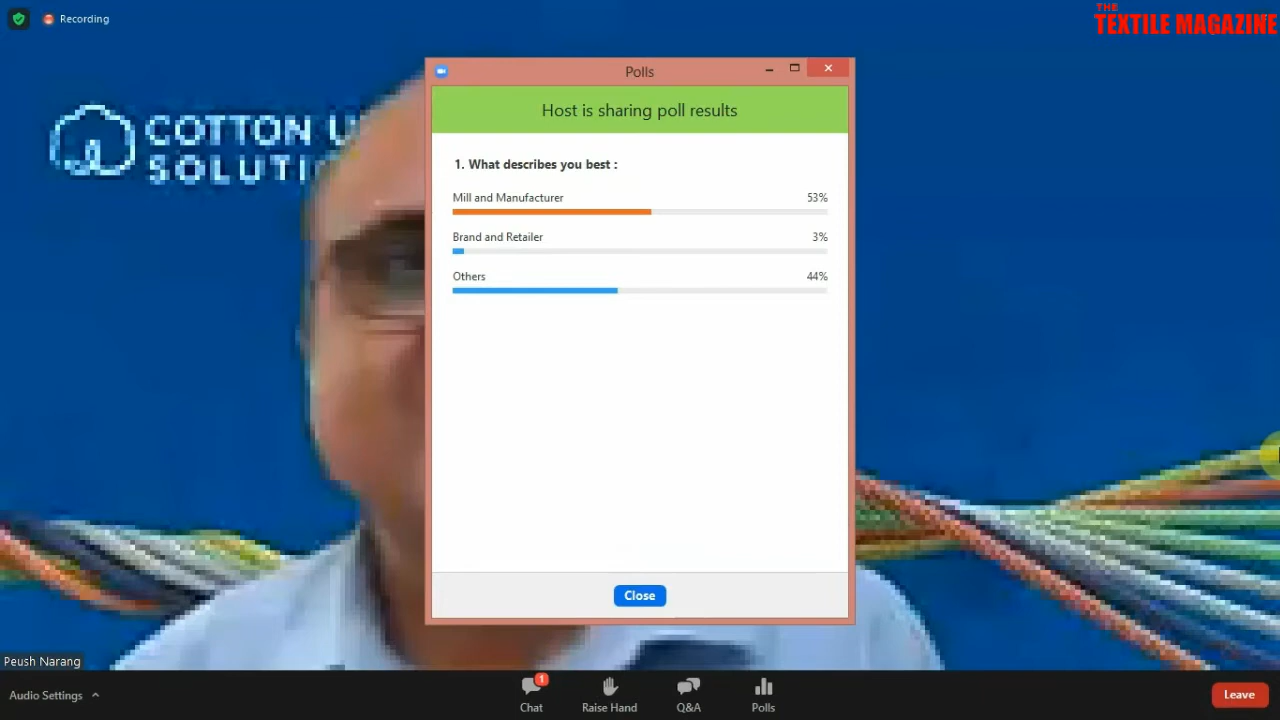 Recording
THE
TEXTILE MAGAZINE
COTTON U
SOLUTI
Polls
Host is sharing poll results
1. What describes you best :
Mill and Manufacturer 53%
Brand and Retailer 3%
Others 44%
Close
Peush Narang
Audio Settings
1
Chat
Raise Hand
Q&A
Polls
Leave